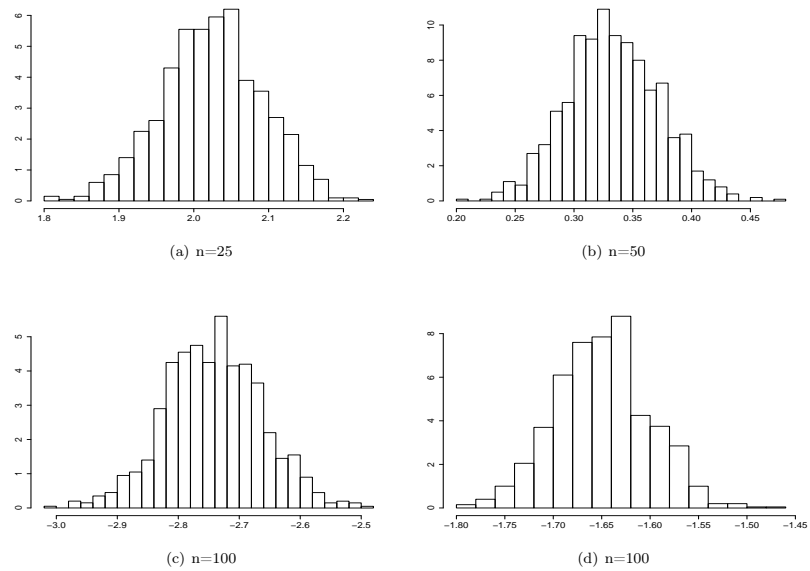 0 1 2 3 4 5 6
1.8 1.9 2.0 2.1 2.2
(a) n=25
0 2 4 6 8 10
0.20 0.25 0.30 0.35 0.40 0.45
(b) n=50
0 1 2 3 4 5
−3.0 −2.9 −2.8 −2.7 −2.6 −2.5
(c) n=100
0 2 4 6 8
−1.80 −1.75 −1.70 −1.65 −1.60 −1.55 −1.50 −1.45
(d) n=100